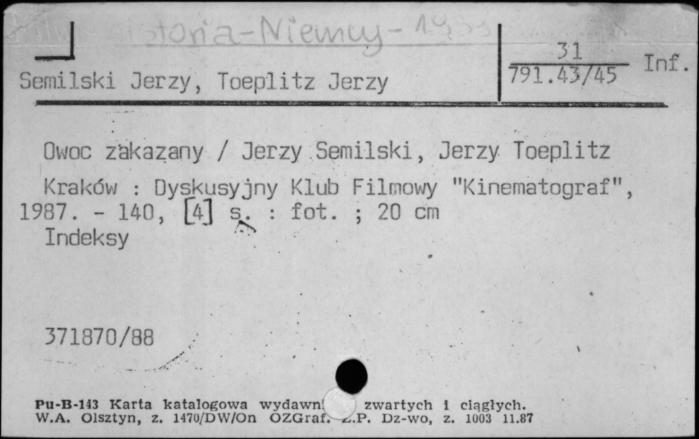 historia-Niemcy-
31
791.43/45 Inf.
Semilski Jerzy, Toeplitz Jerzy
Owoc zakazany / Jerzy Semilski, Jerzy Toeplitz
Kraków : Dyskusyjny Klub Filmowy "Kinematograf",
1987. - 140, [4] s. : fot. ; 20 cm
Indeksy
371870/88
Pu-B-143 Karta katalogowa wydawn zwartych i ciągłych.
W.A. Olsztyn, z. 1470/DW/On OZGraf. Z.P. Dz-wo, z. 1003 11.87